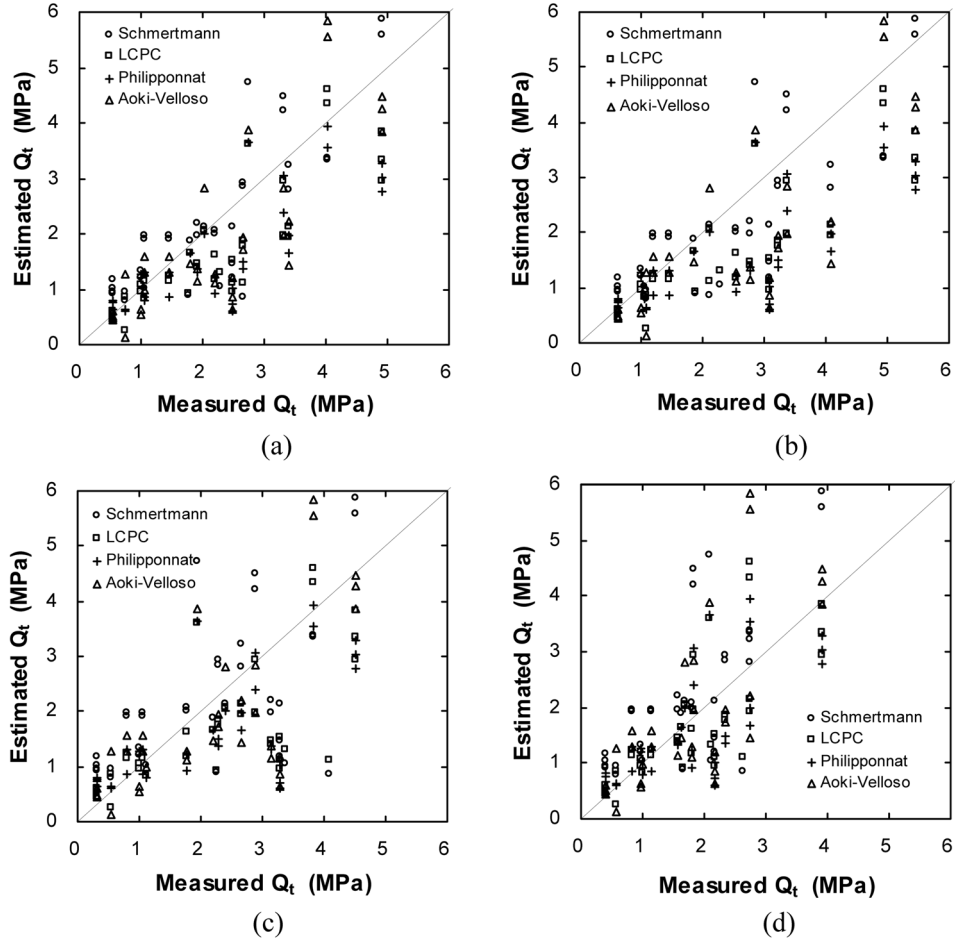 6
5
4
3
2
1
0
Estimated Qt (MPa)
Schmertmann
LCPC
Philipponnat
Aoki-Velloso
0 1 2 3 4 5 6
Measured Qt (MPa)
(a)
6
5
4
3
2
1
0
Estimated Qt (MPa)
Schmertmann
LCPC
Philipponnat
Aoki-Velloso
0 1 2 3 4 5 6
Measured Qt (MPa)
(b)
6
5
4
3
2
1
0
Estimated Qt (MPa)
Schmertmann
LCPC
Philipponnat
Aoki-Velloso
0 1 2 3 4 5 6
Measured Qt (MPa)
(c)
6
5
4
3
2
1
0
Estimated Qt (MPa)
Schmertmann
LCPC
Philipponnat
Aoki-Velloso
0 1 2 3 4 5 6
Measured Qt (MPa)
(d)